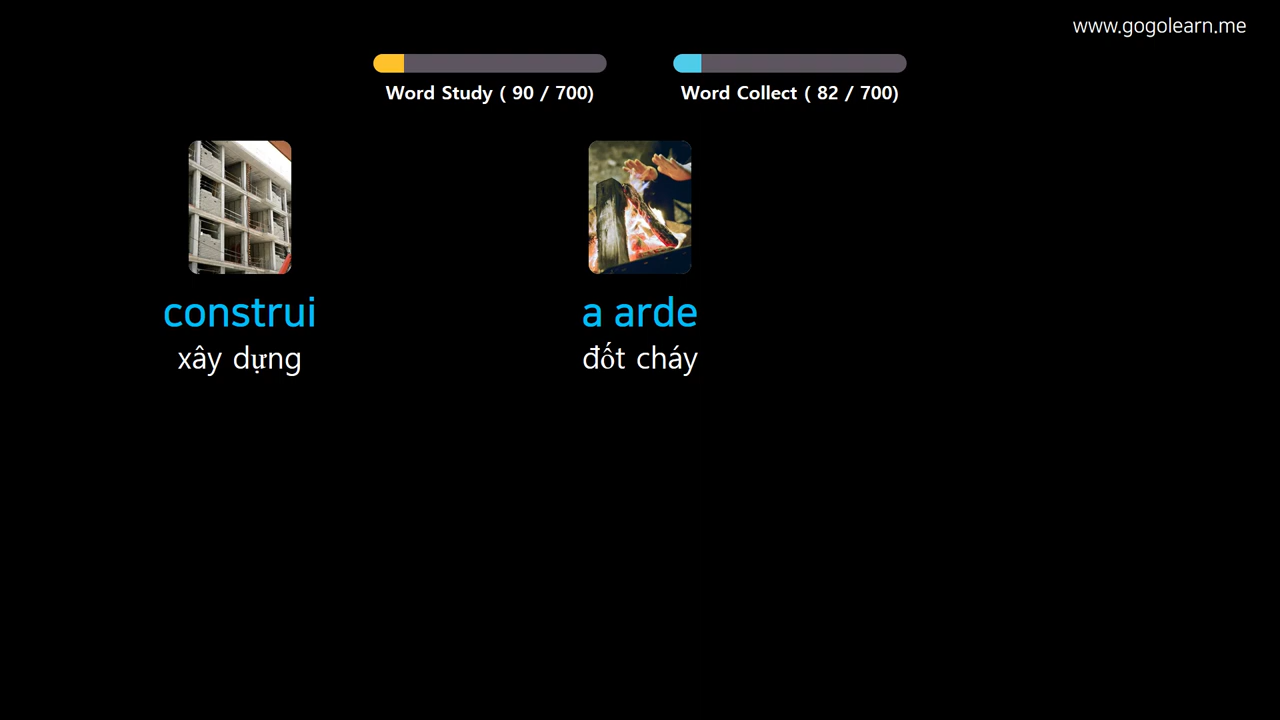 www.gogolearn.me
Word Study ( 90 / 700)
Word Collect ( 82 / 700)
construi
a arde
xây dựng
đốt cháy